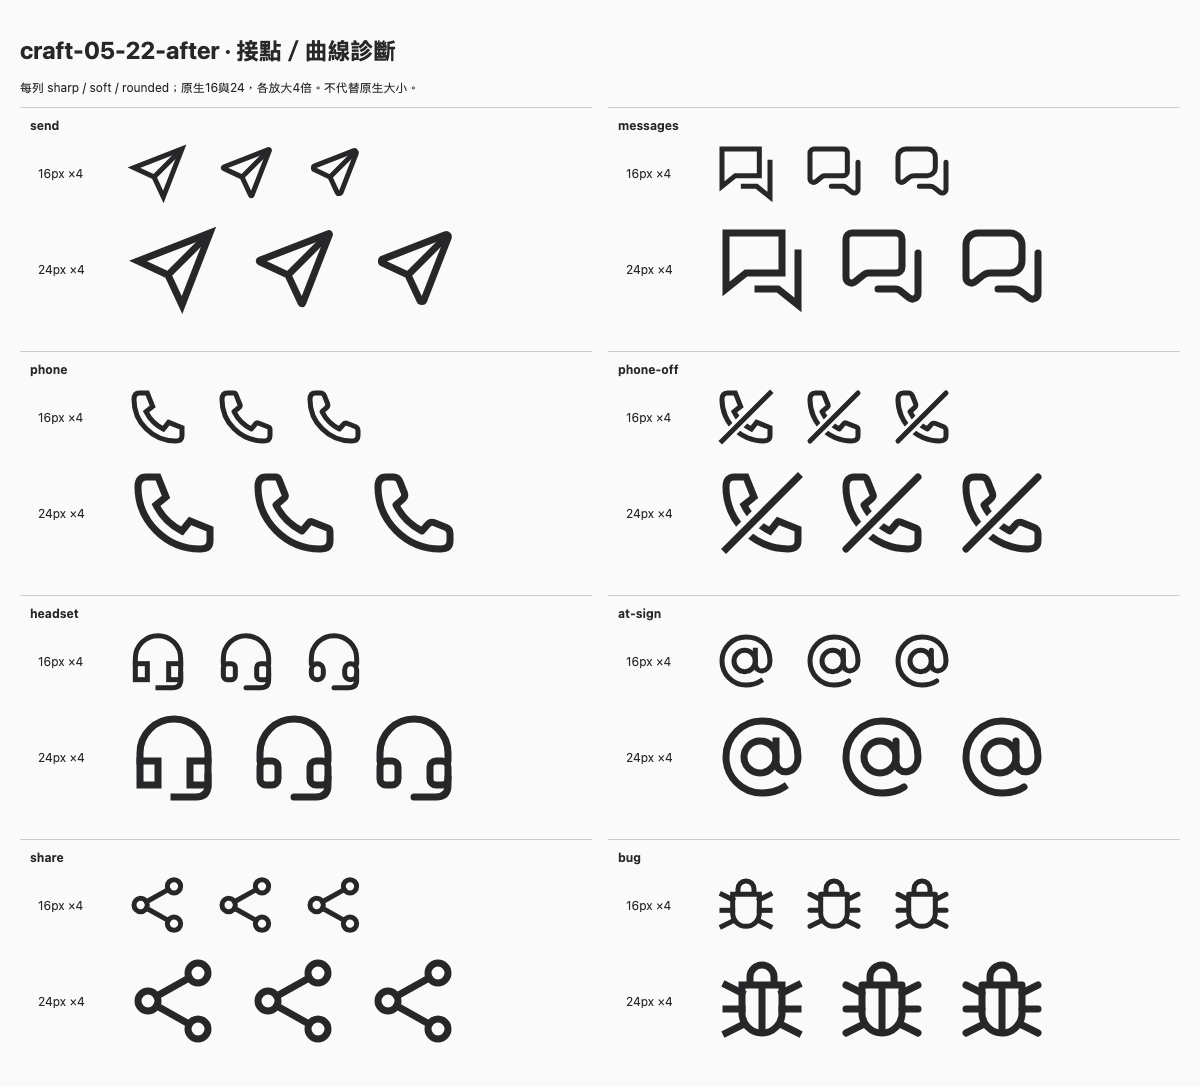 craft-05-22-after · 接點 / 曲線診斷
每列 sharp / soft / rounded；原生16與24，各放大4倍。不代替原生大小。
send
16px ×4
24px ×4
messages
16px ×4
24px ×4
phone
16px ×4
24px ×4
phone-off
16px ×4
24px ×4
headset
16px ×4
24px ×4
at-sign
16px ×4
24px ×4
share
16px ×4
24px ×4
bug
16px ×4
24px ×4